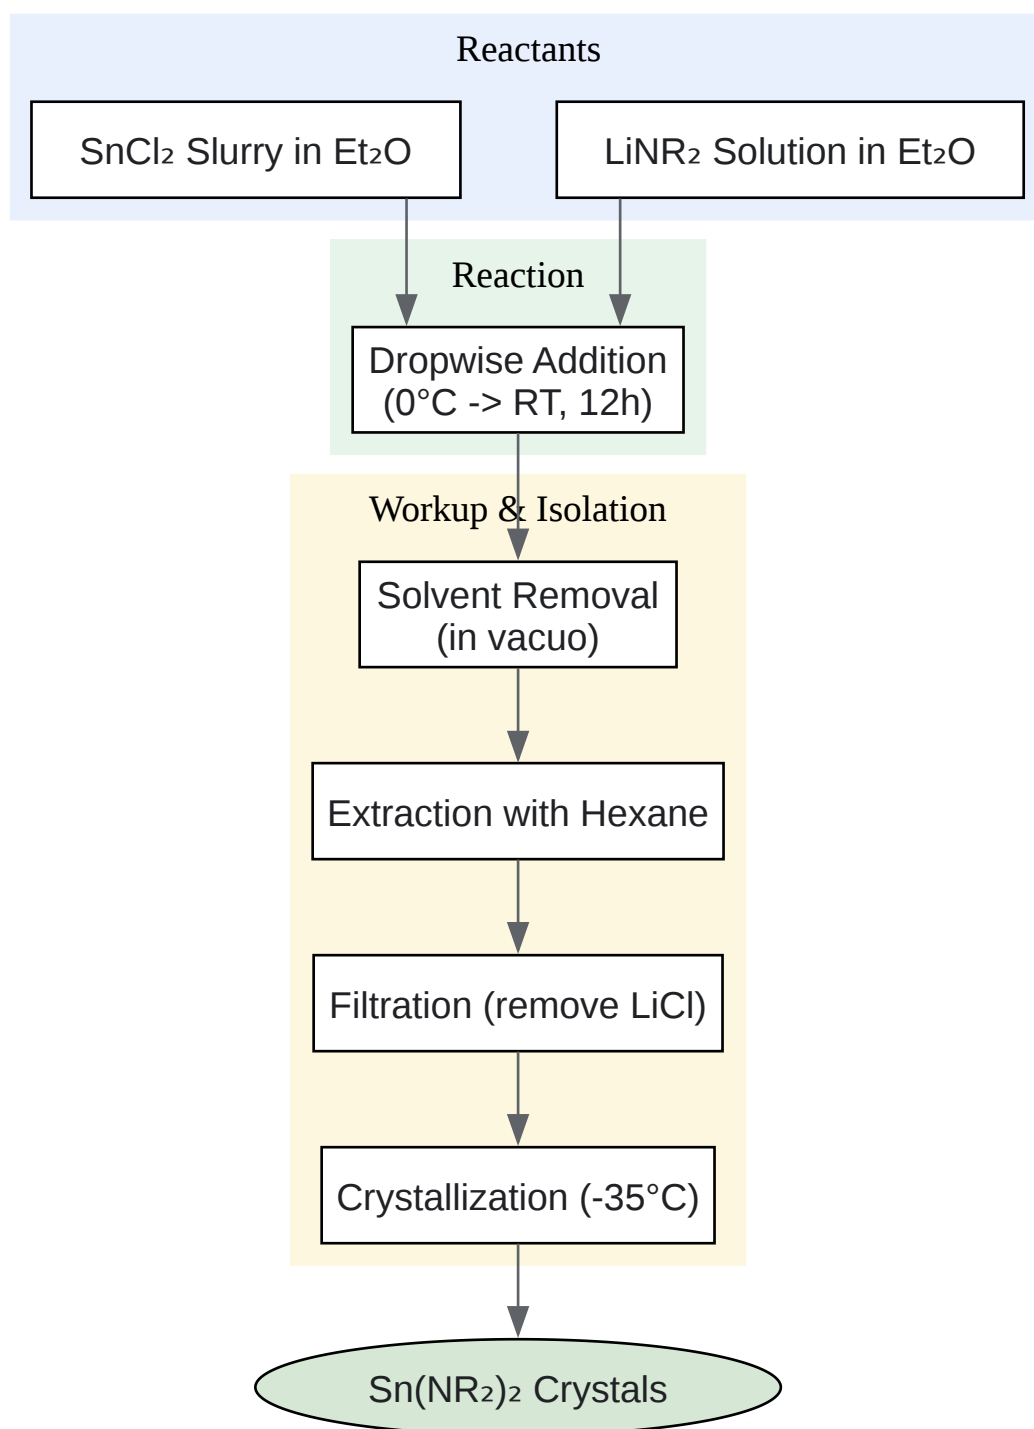 Reactants
SnCl₂ Slurry in Et₂O
LiNR₂ Solution in Et₂O
Reaction
Dropwise Addition
(0°C -> RT, 12h)
Workup & Isolation
Solvent Removal
(in vacuo)
Extraction with Hexane
Filtration (remove LiCl)
Crystallization (-35°C)
Sn(NR₂)₂ Crystals